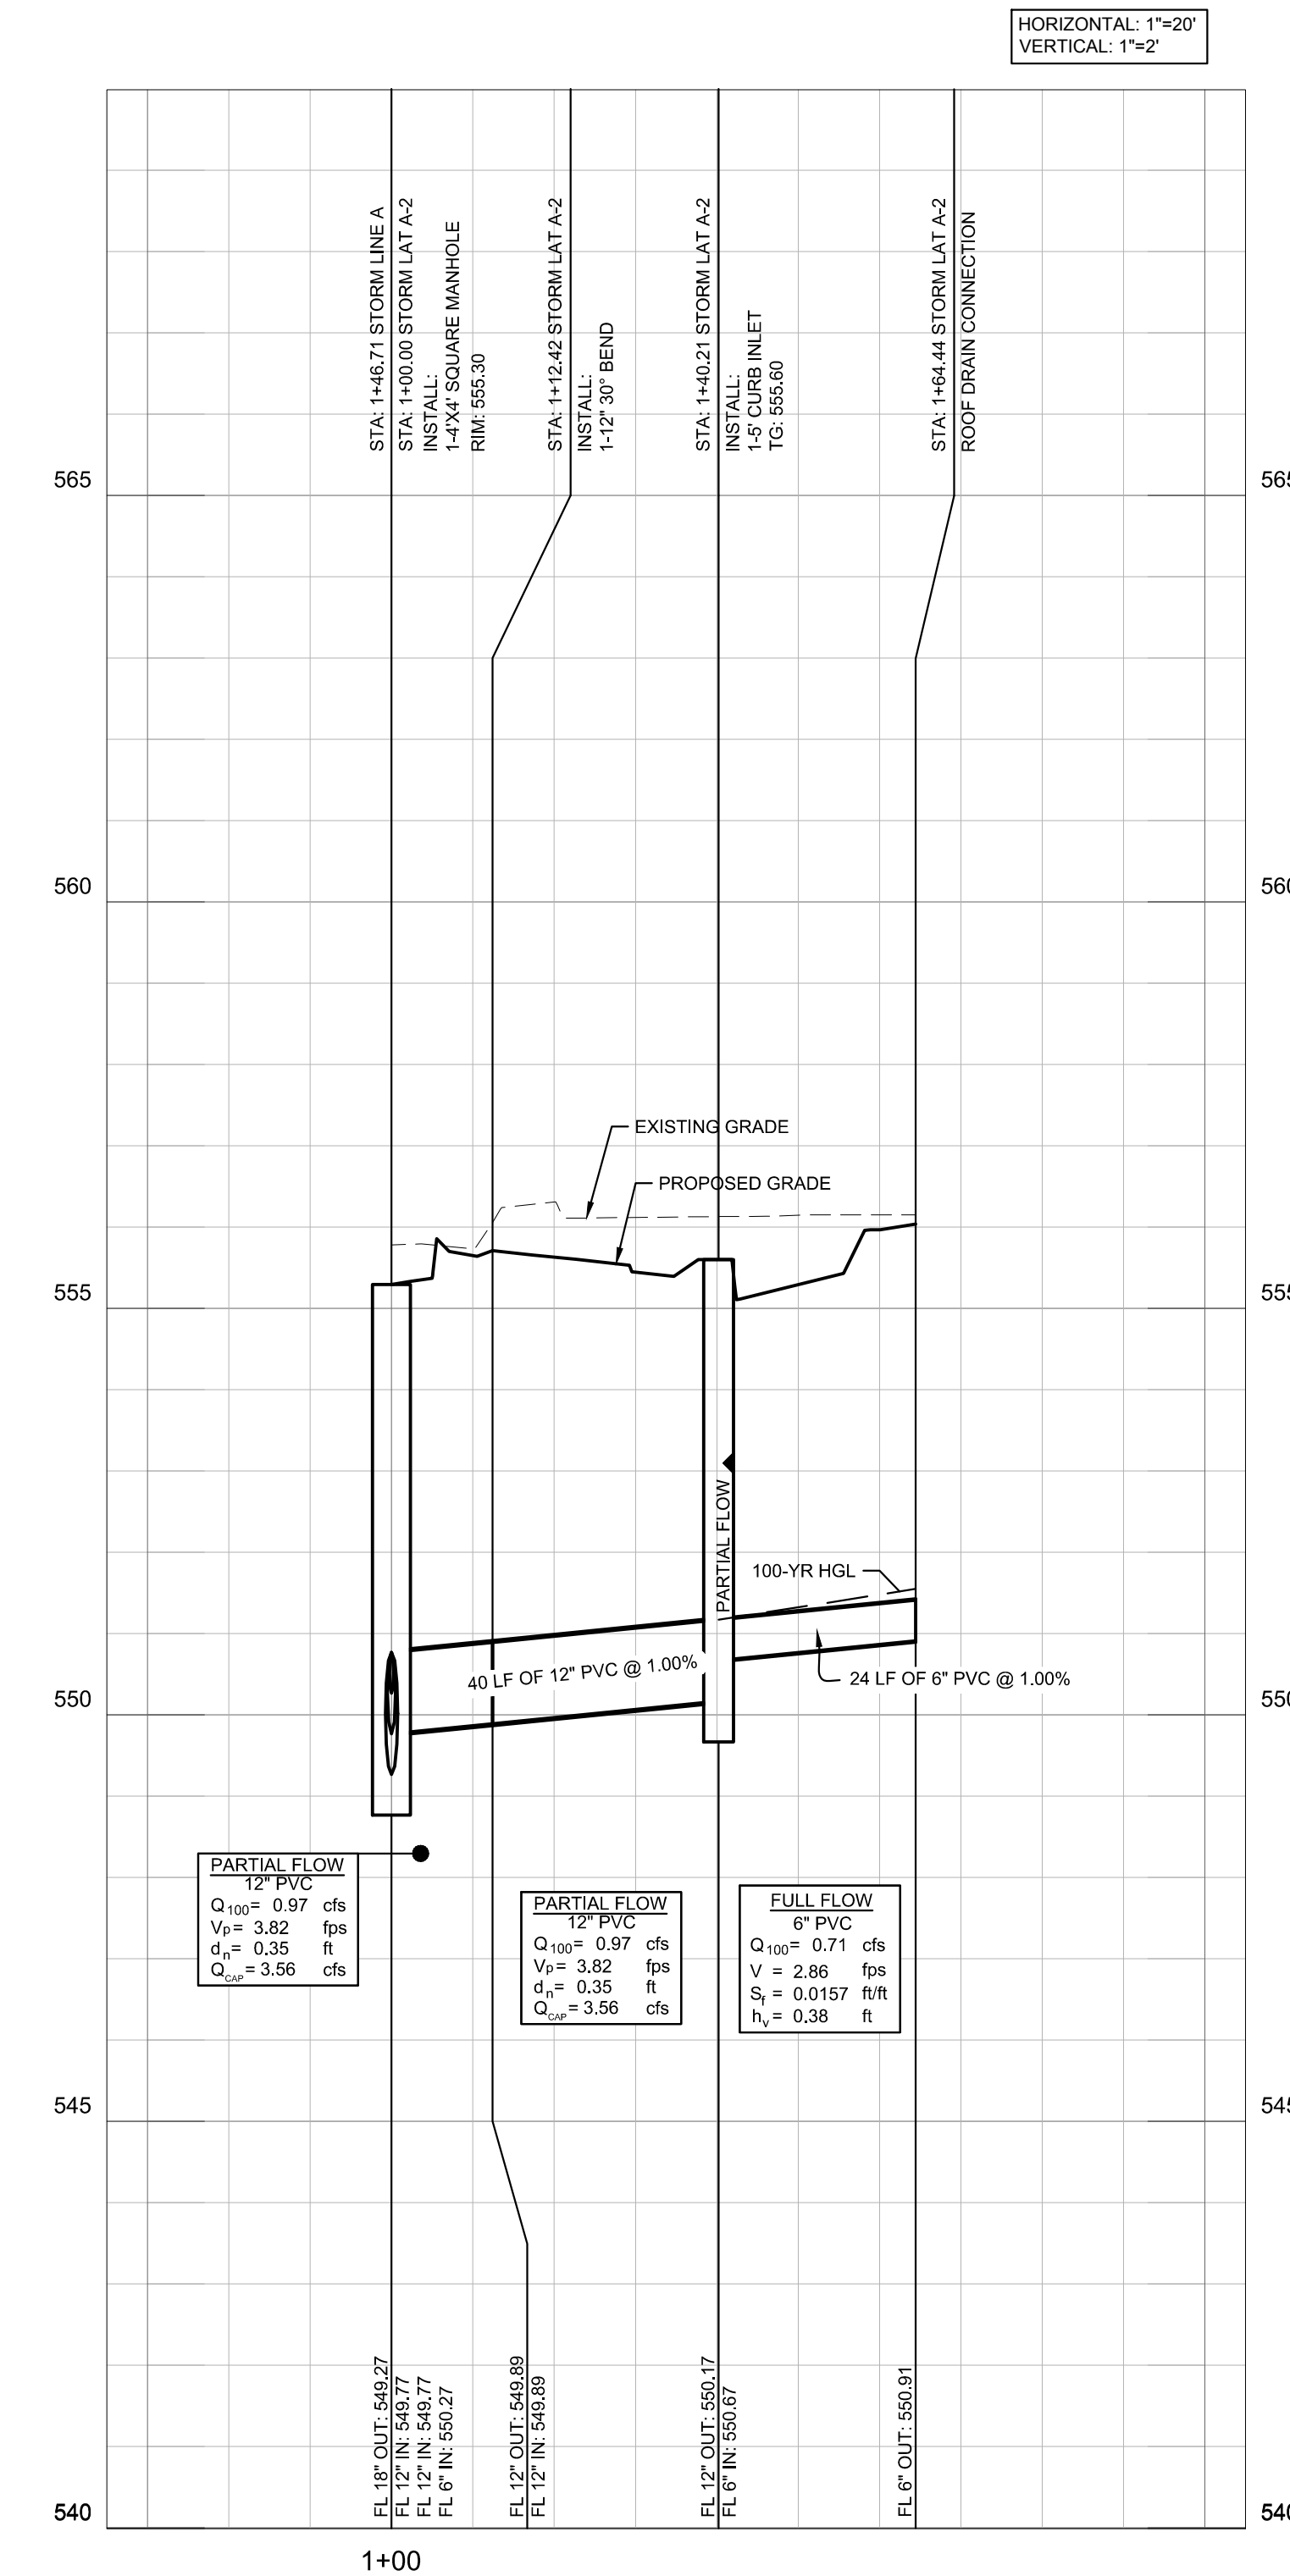 HORIZONTAL: 1"=20'
VERTICAL: 1"=2'
STA: 1+46.71 STORM LINE A
STA: 1+00.00 STORM LAT A-2
INSTALL:
1-4'X4' SQUARE MANHOLE
RIM: 555.30
STA: 1+12.42 STORM LAT A-2
INSTALL:
1-12" 30° BEND
STA: 1+40.21 STORM LAT A-2
INSTALL:
1-5' CURB INLET
TG: 555.60
STA: 1+64.44 STORM LAT A-2
ROOF DRAIN CONNECTION
565
560
555
550
545
540
EXISTING GRADE
PROPOSED GRADE
PARTIAL FLOW
100-YR HGL
40 LF OF 12" PVC @ 1.00%
24 LF OF 6" PVC @ 1.00%
PARTIAL FLOW
12" PVC
Q100= 0.97 cfs
VP= 3.82 fps
dn= 0.35 ft
QCAP= 3.56 cfs
PARTIAL FLOW
12" PVC
Q100= 0.97 cfs
VP= 3.82 fps
dn= 0.35 ft
QCAP= 3.56 cfs
FULL FLOW
6" PVC
Q100= 0.71 cfs
V = 2.86 fps
Sf = 0.0157 ft/ft
hv = 0.38 ft
FL 18" OUT: 549.27
FL 12" IN: 549.77
FL 12" IN: 549.77
FL 6" IN: 550.27
FL 12" OUT: 549.89
FL 12" IN: 549.89
FL 12" OUT: 550.17
FL 6" IN: 550.67
FL 6" OUT: 550.91
1+00